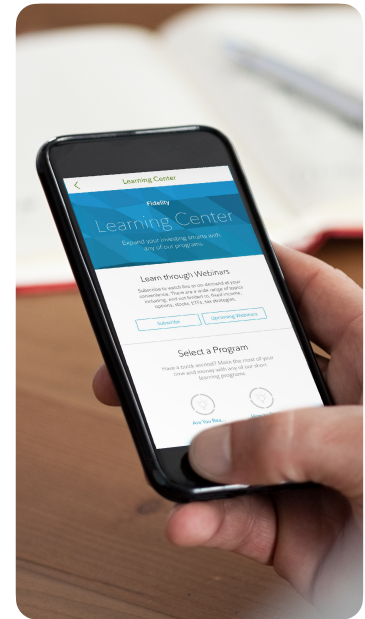 Learning Center
Fidelity
Learning Center
Expand your investing smarts with
any of our programs.
Learn through Webinars
Subscribe to watch live or on-demand at your
convenience. There are a wide range of topics
including, and not limited to, fixed income,
options, stocks, ETFs, tax strategies.
Subscribe
Upcoming Webinars
Select a Program
Have a quick second? Make the most of your
time and money with any of our short
learning programs.
Are You Rea...